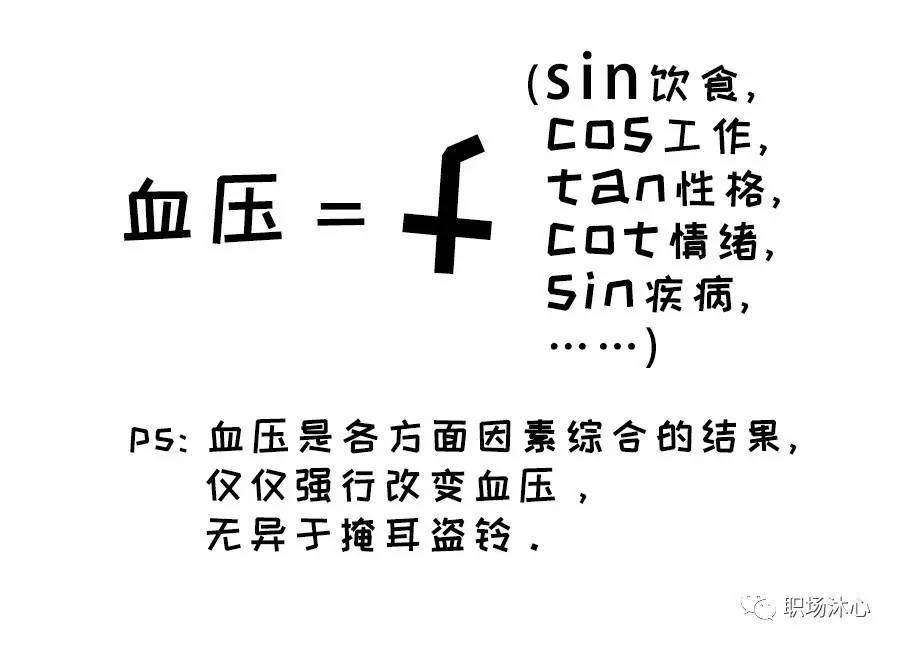 血压 = f
(sin饮食,
cos工作,
tan性格,
cot情绪,
sin疾病,
……)
PS: 血压是各方面因素综合的结果,
仅仅强行改变血压,
无异于掩耳盗铃.
职场沐心